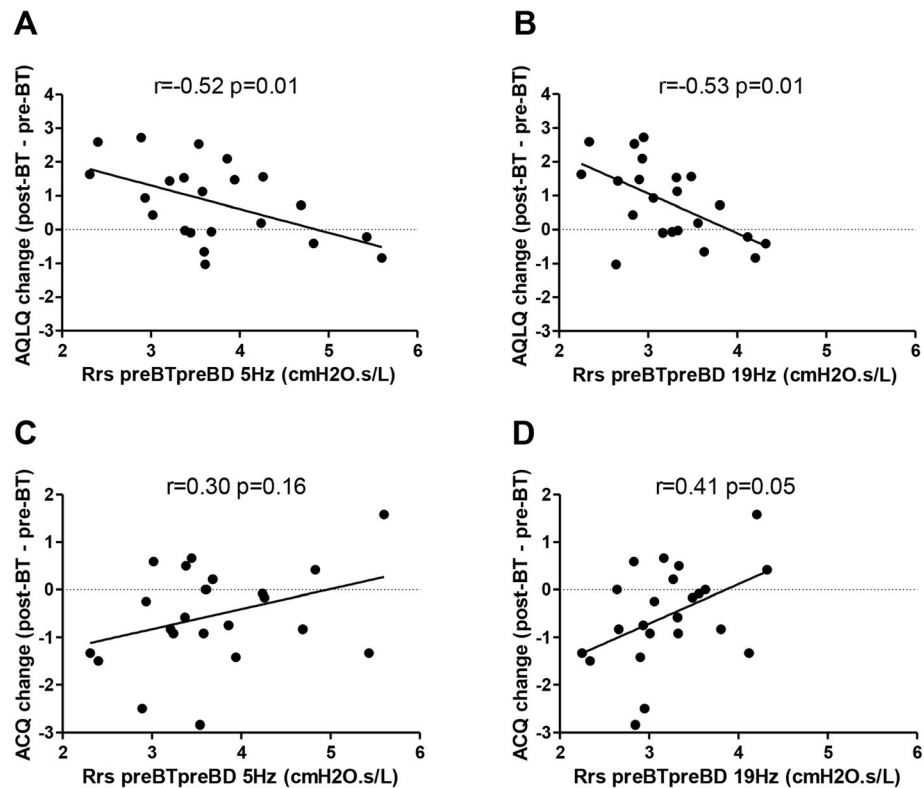 A
r=-0.52 p=0.01
AQLQ change (post-BT - pre-BT)
4
3
2
1
0
-1
-2
-3
2 3 4 5 6
Rrs preBTpreBD 5Hz (cmH2O.s/L)
B
r=-0.53 p=0.01
AQLQ change (post-BT - pre-BT)
4
3
2
1
0
-1
-2
-3
2 3 4 5 6
Rrs preBTpreBD 19Hz (cmH2O.s/L)
C
r=0.30 p=0.16
ACQ change (post-BT - pre-BT)
2
1
0
-1
-2
-3
2 3 4 5 6
Rrs preBTpreBD 5Hz (cmH2O.s/L)
D
r=0.41 p=0.05
ACQ change (post-BT - pre-BT)
2
1
0
-1
-2
-3
2 3 4 5 6
Rrs preBTpreBD 19Hz (cmH2O.s/L)